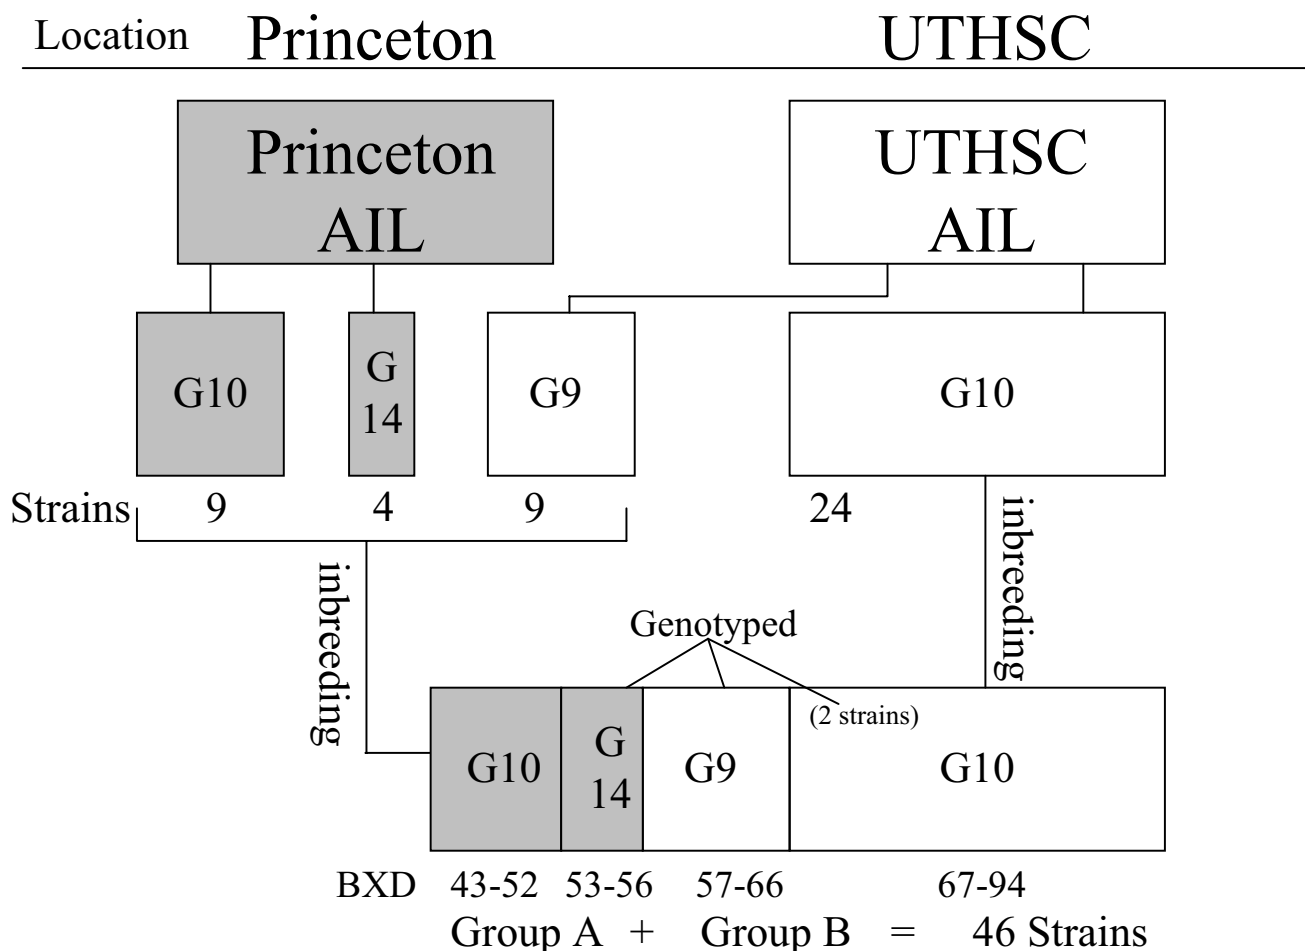 Location Princeton UTHSC
Princeton AIL
UTHSC AIL
G10
G 14
G9
G10
Strains 9 4 9 24
inbreeding
inbreeding
Genotyped
(2 strains)
G10
G 14
G9
G10
BXD 43-52 53-56 57-66 67-94
Group A + Group B = 46 Strains